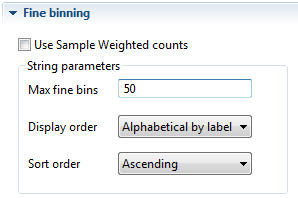 Fine binning
Use Sample Weighted counts
String parameters
Max fine bins 50
Display order Alphabetical by label
Sort order Ascending